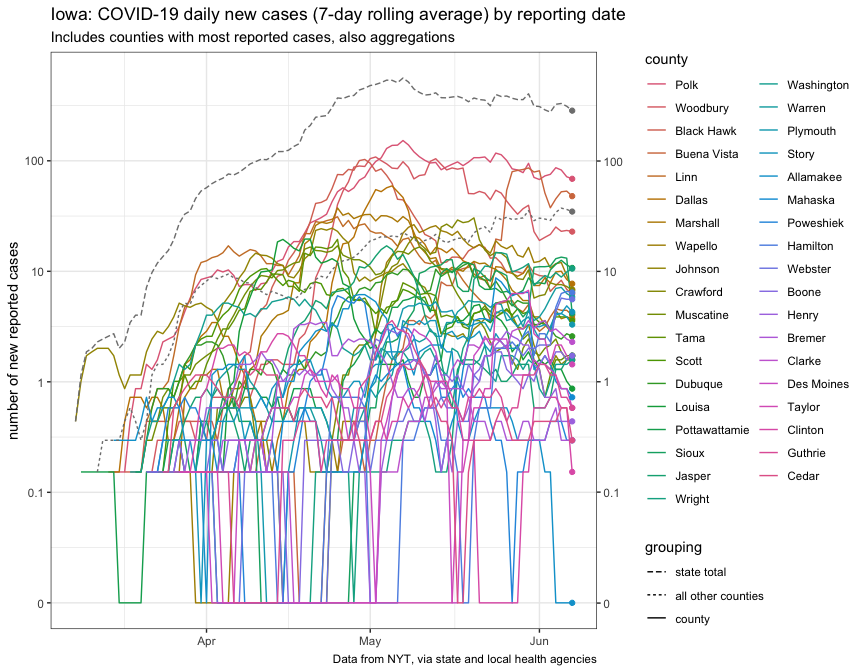 Iowa: COVID-19 daily new cases (7-day rolling average) by reporting date
Includes counties with most reported cases, also aggregations
number of new reported cases
100
10
1
0.1
0
100
10
1
0.1
0
Apr
May
Jun
Data from NYT, via state and local health agencies
county
Polk
Woodbury
Black Hawk
Buena Vista
Linn
Dallas
Marshall
Wapello
Johnson
Crawford
Muscatine
Tama
Scott
Dubuque
Louisa
Pottawattamie
Sioux
Jasper
Wright
Washington
Warren
Plymouth
Story
Allamakee
Mahaska
Poweshiek
Hamilton
Webster
Boone
Henry
Bremer
Clarke
Des Moines
Taylor
Clinton
Guthrie
Cedar
grouping
state total
all other counties
county